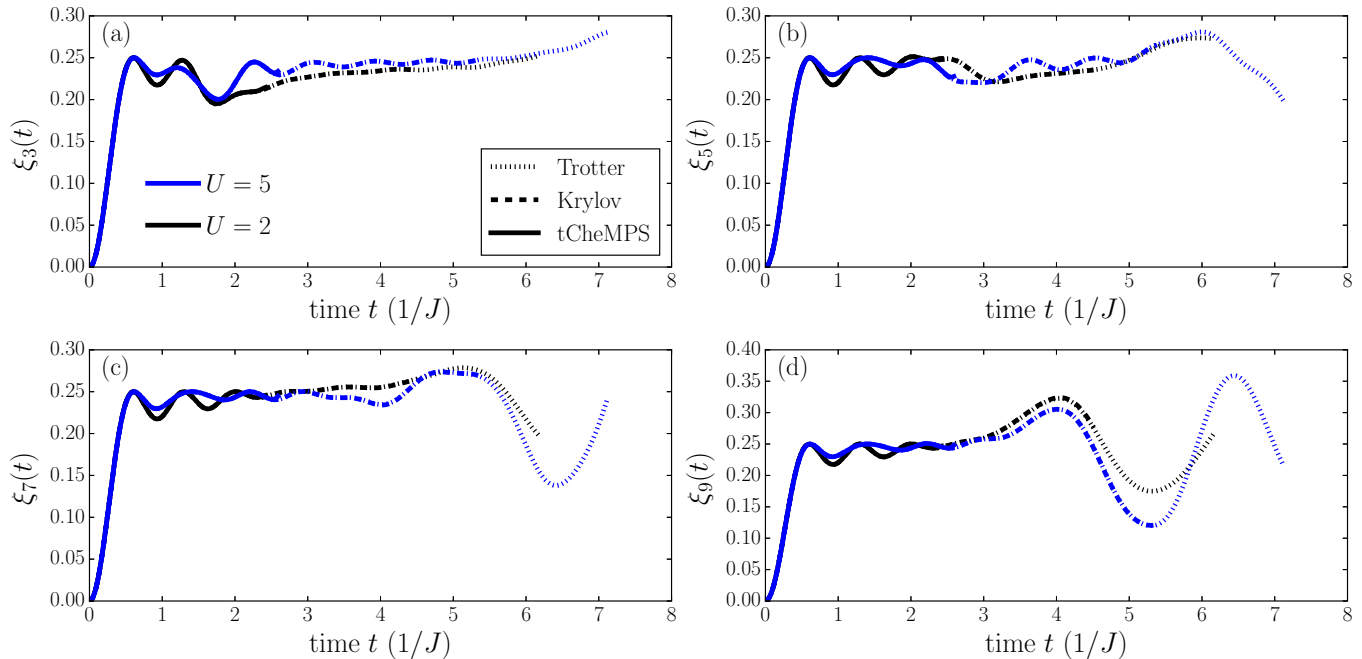 (a)
0.30
0.25
0.20
0.15
0.10
0.05
0.00
ξ₃(t)
U = 5
U = 2
Trotter
Krylov
tCheMPS
0 1 2 3 4 5 6 7 8
time t (1/J)
(b)
0.30
0.25
0.20
0.15
0.10
0.05
0.00
ξ₅(t)
0 1 2 3 4 5 6 7 8
time t (1/J)
(c)
0.30
0.25
0.20
0.15
0.10
0.05
0.00
ξ₇(t)
0 1 2 3 4 5 6 7 8
time t (1/J)
(d)
0.40
0.35
0.30
0.25
0.20
0.15
0.10
0.05
0.00
ξ₉(t)
0 1 2 3 4 5 6 7 8
time t (1/J)